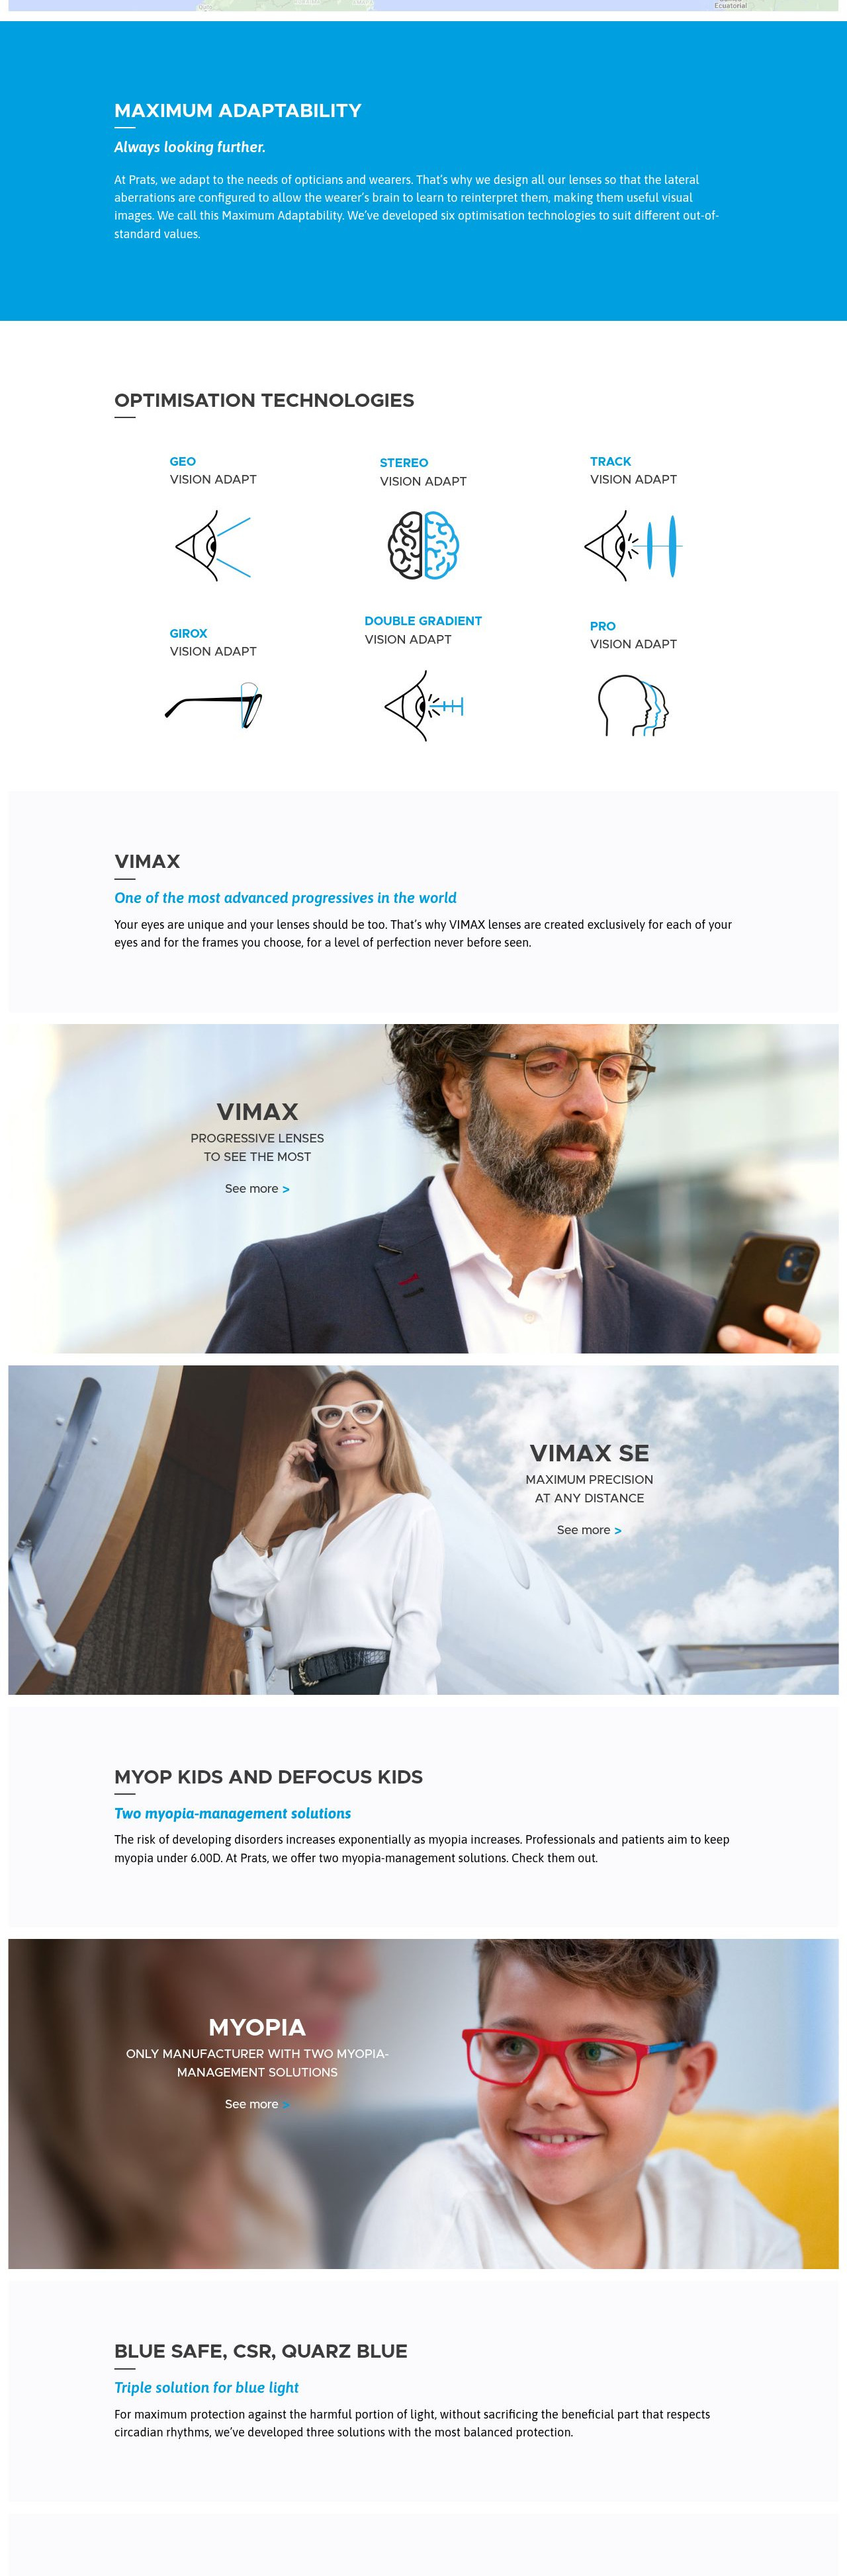 Ecuatorial
MAXIMUM ADAPTABILITY
Always looking further.
At Prats, we adapt to the needs of opticians and wearers. That’s why we design all our lenses so that the lateral
aberrations are configured to allow the wearer’s brain to learn to reinterpret them, making them useful visual
images. We call this Maximum Adaptability. We’ve developed six optimisation technologies to suit different out-of-
standard values.
OPTIMISATION TECHNOLOGIES
GEO
VISION ADAPT
STEREO
VISION ADAPT
TRACK
VISION ADAPT
GIROX
VISION ADAPT
DOUBLE GRADIENT
VISION ADAPT
PRO
VISION ADAPT
VIMAX
One of the most advanced progressives in the world
Your eyes are unique and your lenses should be too. That’s why VIMAX lenses are created exclusively for each of your
eyes and for the frames you choose, for a level of perfection never before seen.
VIMAX
PROGRESSIVE LENSES
TO SEE THE MOST
See more >
VIMAX SE
MAXIMUM PRECISION
AT ANY DISTANCE
See more >
MYOP KIDS AND DEFOCUS KIDS
Two myopia-management solutions
The risk of developing disorders increases exponentially as myopia increases. Professionals and patients aim to keep
myopia under 6.00D. At Prats, we offer two myopia-management solutions. Check them out.
MYOPIA
ONLY MANUFACTURER WITH TWO MYOPIA-
MANAGEMENT SOLUTIONS
See more >
BLUE SAFE, CSR, QUARZ BLUE
Triple solution for blue light
For maximum protection against the harmful portion of light, without sacrificing the beneficial part that respects
circadian rhythms, we’ve developed three solutions with the most balanced protection.